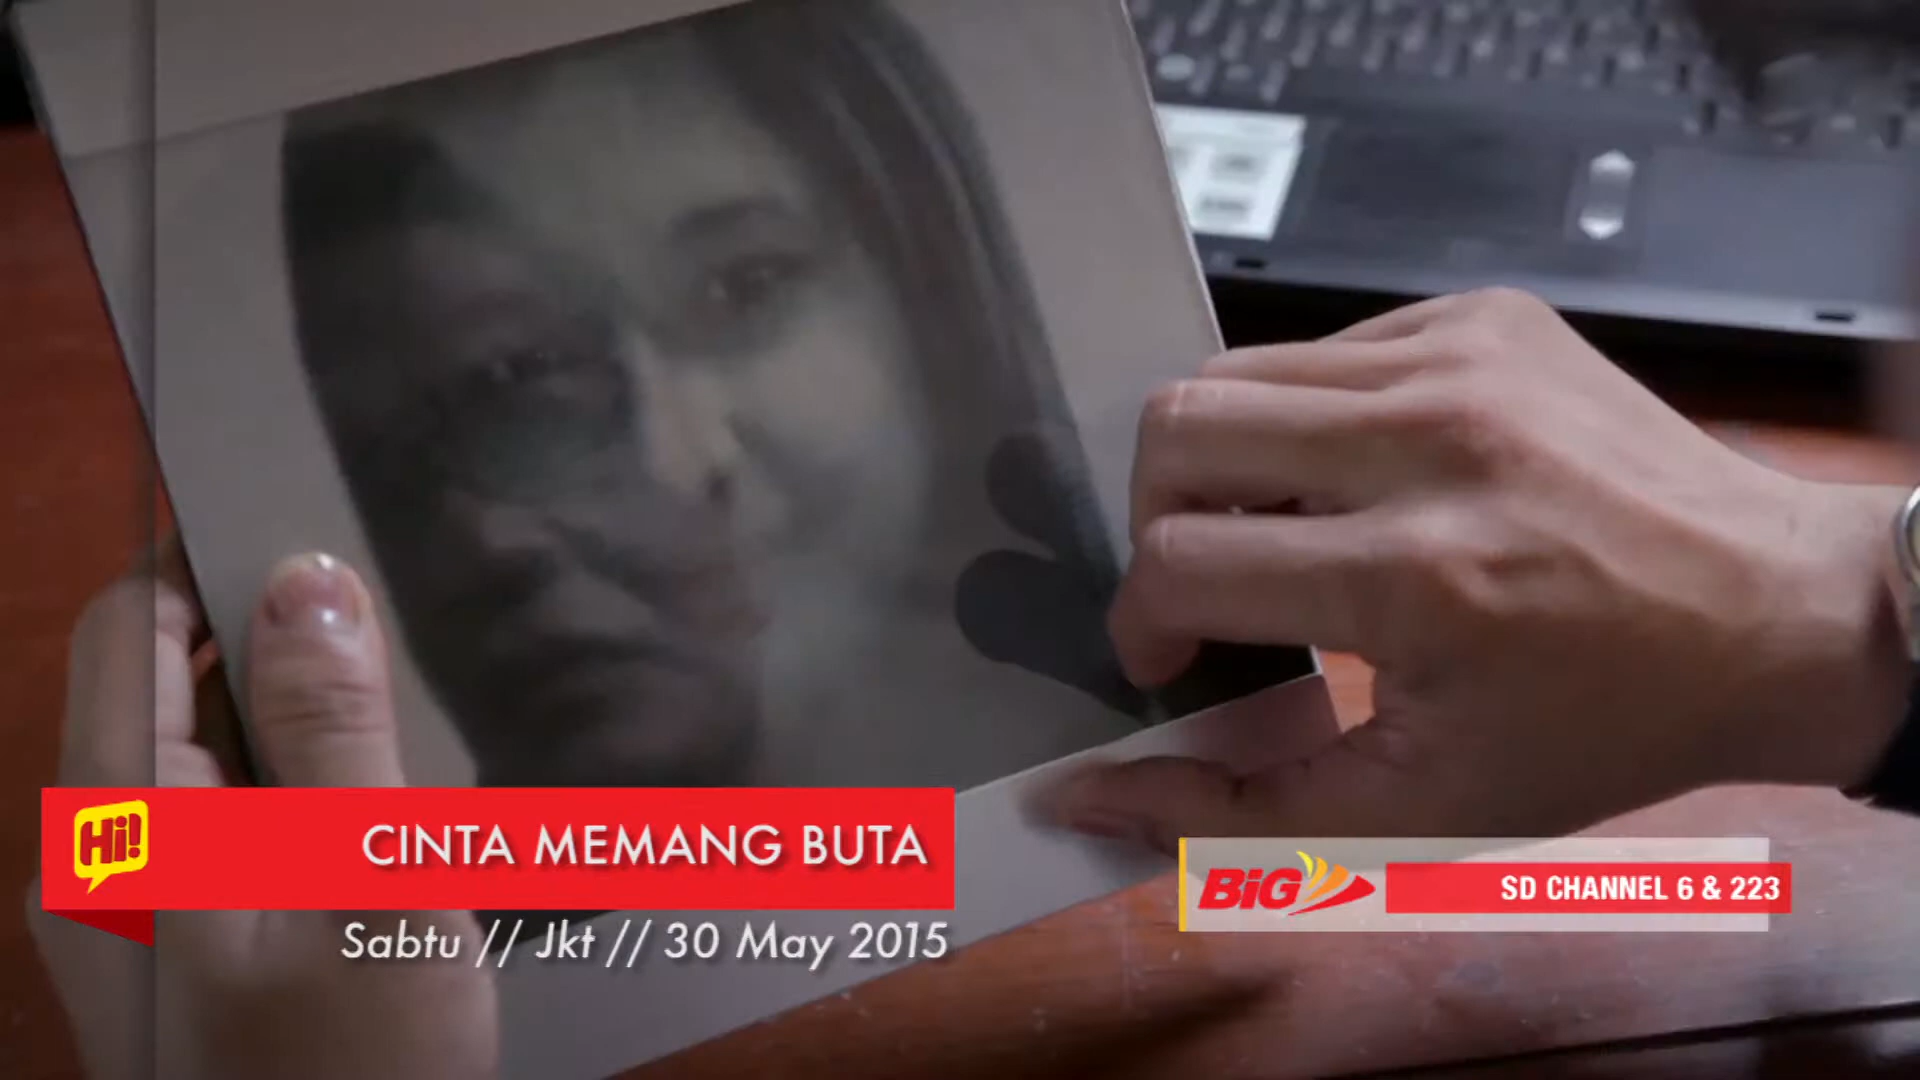 Hi!
CINTA MEMANG BUTA
Sabtu // Jkt // 30 May 2015
BiG
SD CHANNEL 6 & 223